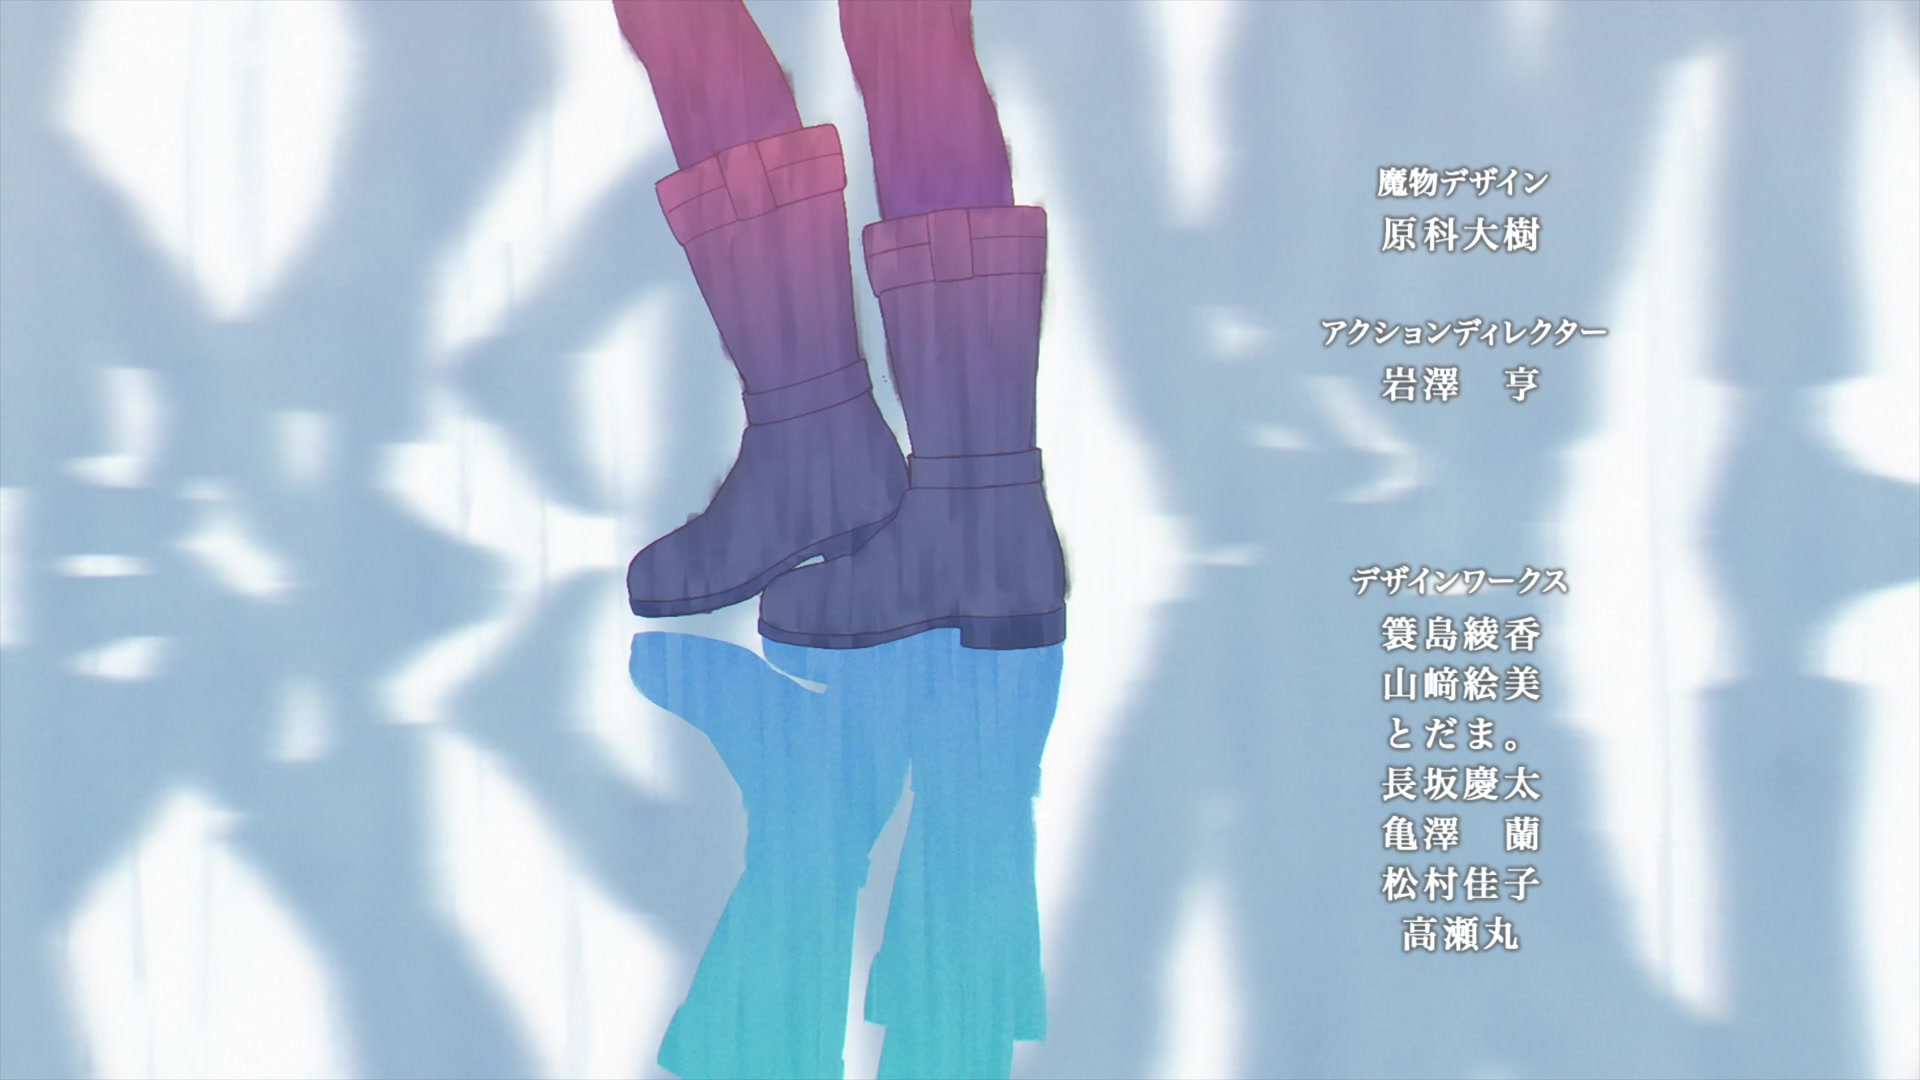 魔物デザイン
原科大樹
アクションディレクター
岩澤　亨
デザインワークス
簑島綾香
山﨑絵美
とだま。
長坂慶太
亀澤　蘭
松村佳子
高瀬丸